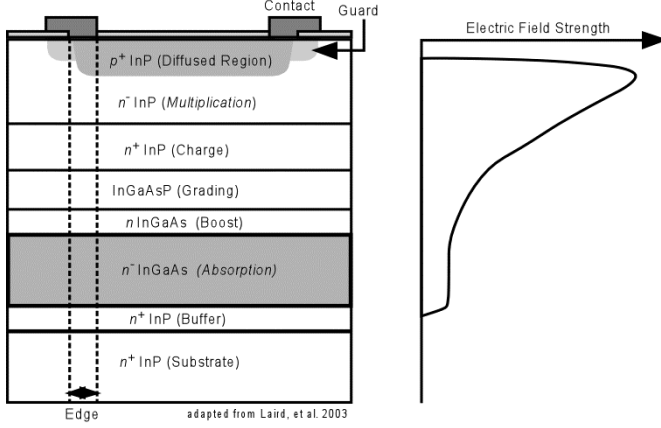 Contact
Guard
Electric Field Strength
p+ InP (Diffused Region)
n- InP (Multiplication)
n+ InP (Charge)
InGaAsP (Grading)
n InGaAs (Boost)
n- InGaAs (Absorption)
n+ InP (Buffer)
n+ InP (Substrate)
Edge
adapted from Laird, et al. 2003